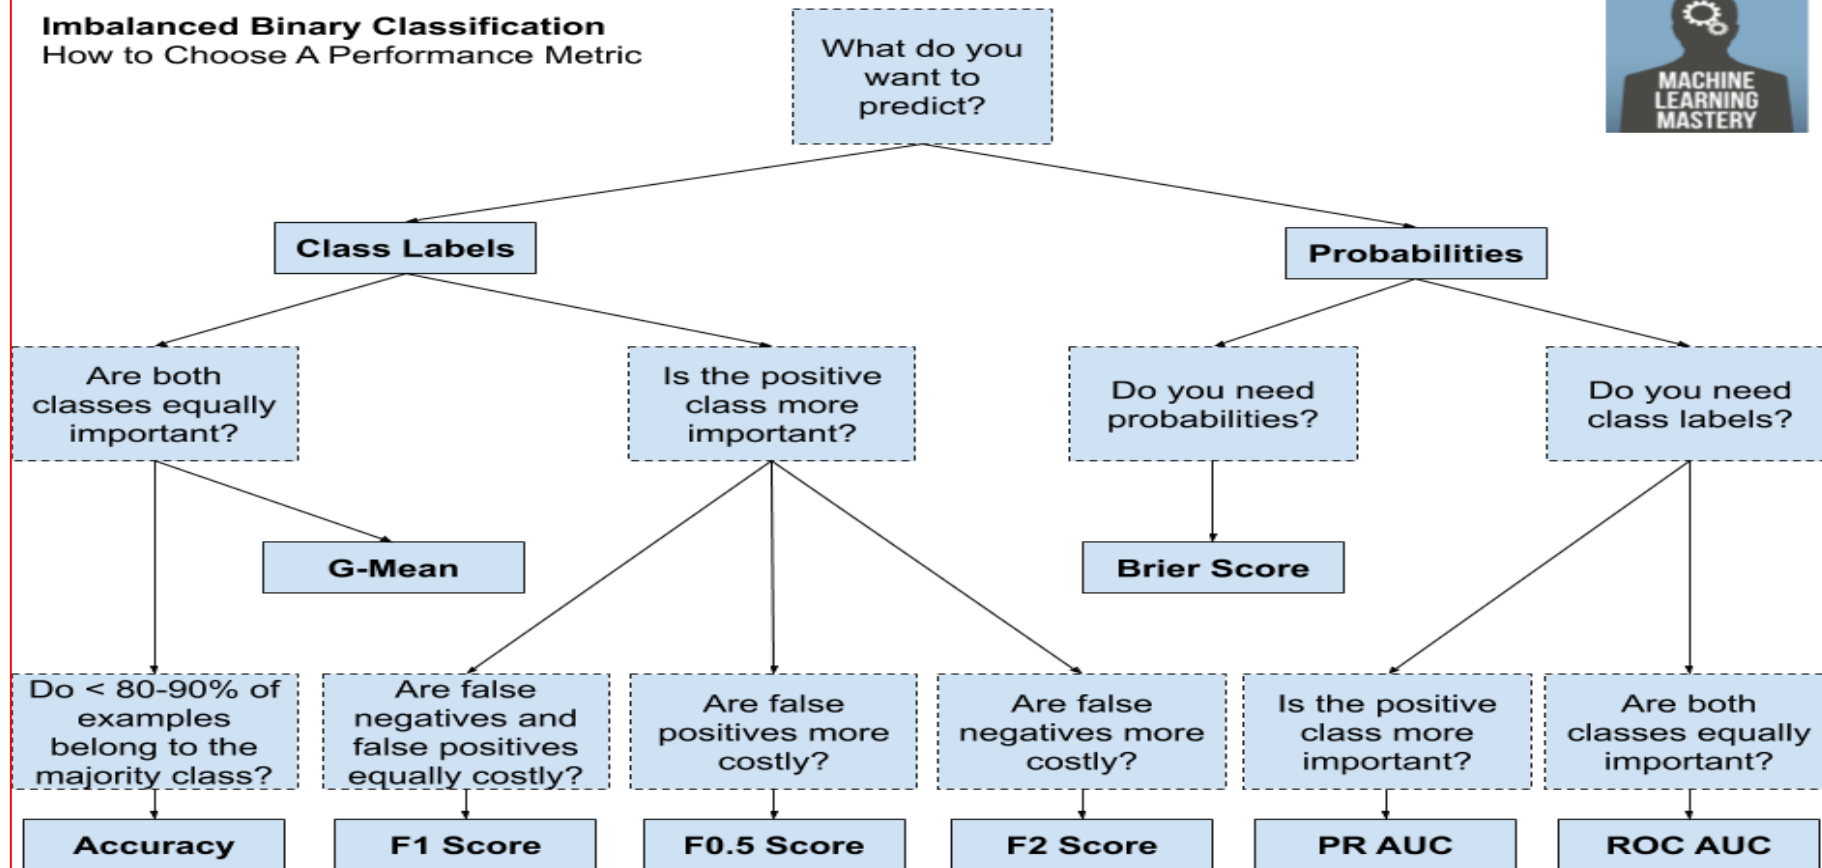 Imbalanced Binary Classification
How to Choose A Performance Metric
What do you
want to
predict?
MACHINE
LEARNING
MASTERY
Class Labels
Probabilities
Are both
classes equally
important?
Is the positive
class more
important?
Do you need
probabilities?
Do you need
class labels?
G-Mean
Brier Score
Do < 80-90% of
examples
belong to the
majority class?
Are false
negatives and
false positives
equally costly?
Are false
positives more
costly?
Are false
negatives more
costly?
Is the positive
class more
important?
Are both
classes equally
important?
Accuracy
F1 Score
F0.5 Score
F2 Score
PR AUC
ROC AUC